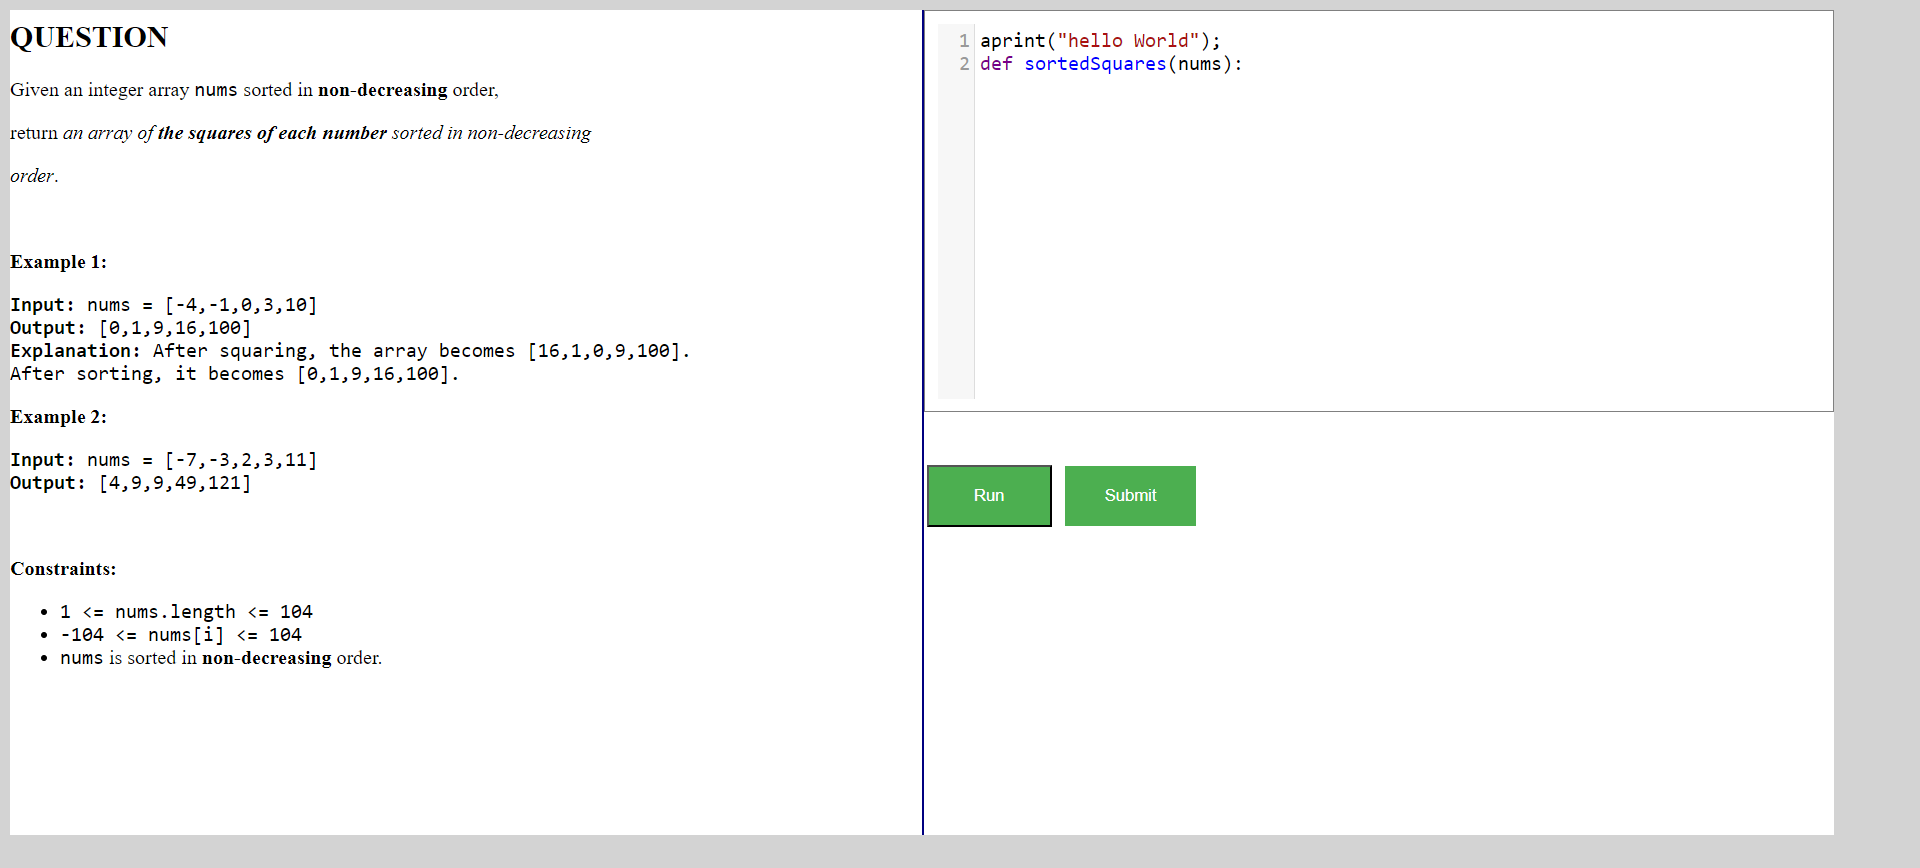 QUESTION
Given an integer array nums sorted in non-decreasing order,
return an array of the squares of each number sorted in non-decreasing
order.
Example 1:
Input: nums = [-4,-1,0,3,10]
Output: [0,1,9,16,100]
Explanation: After squaring, the array becomes [16,1,0,9,100].
After sorting, it becomes [0,1,9,16,100].
Example 2:
Input: nums = [-7,-3,2,3,11]
Output: [4,9,9,49,121]
Constraints:
• 1 <= nums.length <= 104
• -104 <= nums[i] <= 104
• nums is sorted in non-decreasing order.
1 aprint("hello World");
2 def sortedSquares(nums):
Run
Submit